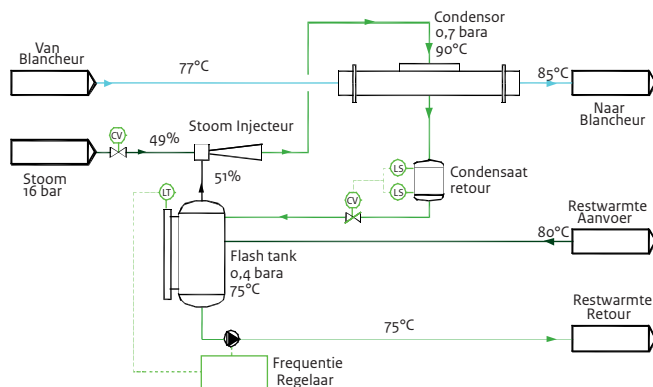 Van
Blancheur
77°C
Condensor
0,7 bara
90°C
85°C
Naar
Blancheur
Stoom
16 bar
CV
49%
Stoom Injecteur
51%
LT
LS
LS
CV
Condensaat
retour
Flash tank
0,4 bara
75°C
Restwarmte
Aanvoer
80°C
Restwarmte
Retour
75°C
Frequentie
Regelaar